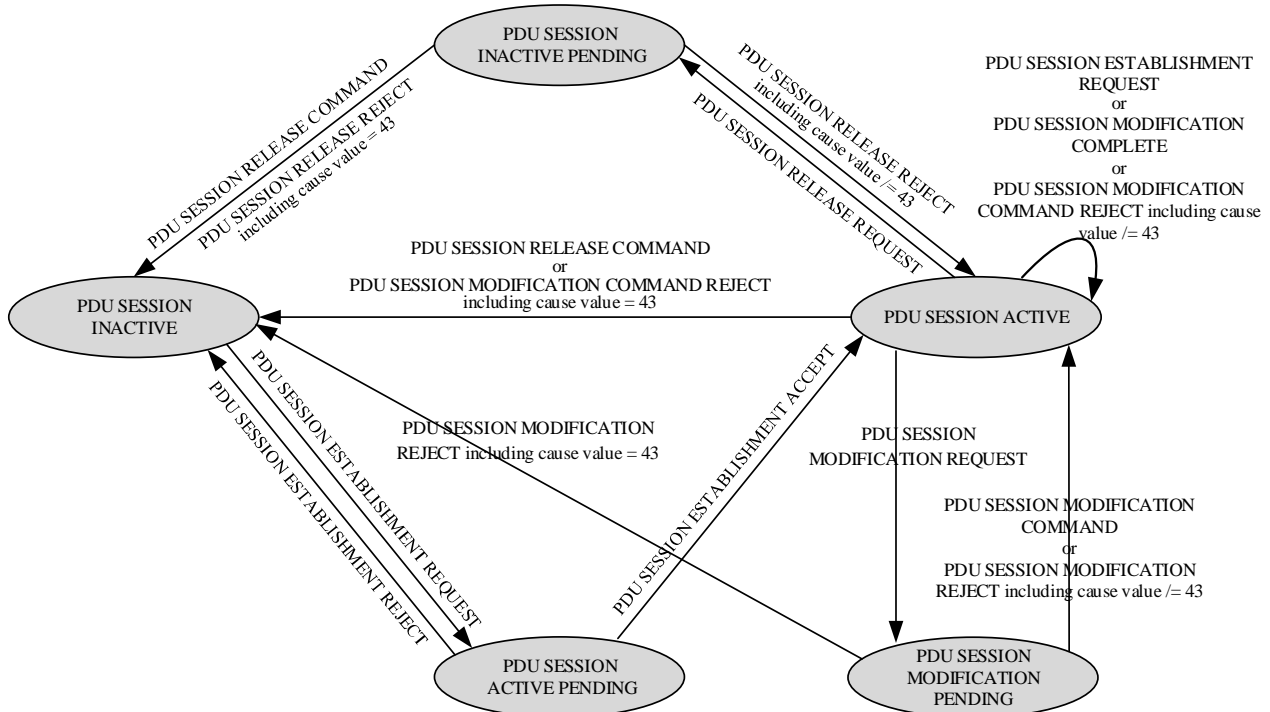 PDU SESSION
INACTIVE PENDING
PDU SESSION RELEASE COMMAND
PDU SESSION RELEASE REJECT
including cause value = 43
PDU SESSION RELEASE REJECT
including cause value /= 43
PDU SESSION RELEASE REQUEST
PDU SESSION ESTABLISHMENT
REQUEST
or
PDU SESSION MODIFICATION
COMPLETE
or
PDU SESSION MODIFICATION
COMMAND REJECT including cause
value /= 43
PDU SESSION RELEASE COMMAND
or
PDU SESSION MODIFICATION COMMAND REJECT
including cause value = 43
PDU SESSION
INACTIVE
PDU SESSION ACTIVE
PDU SESSION ESTABLISHMENT REQUEST
PDU SESSION ESTABLISHMENT REJECT
PDU SESSION MODIFICATION
REJECT including cause value = 43
PDU SESSION ESTABLISHMENT ACCEPT
PDU SESSION
MODIFICATION REQUEST
PDU SESSION MODIFICATION
COMMAND
or
PDU SESSION MODIFICATION
REJECT including cause value /= 43
PDU SESSION
ACTIVE PENDING
PDU SESSION
MODIFICATION
PENDING